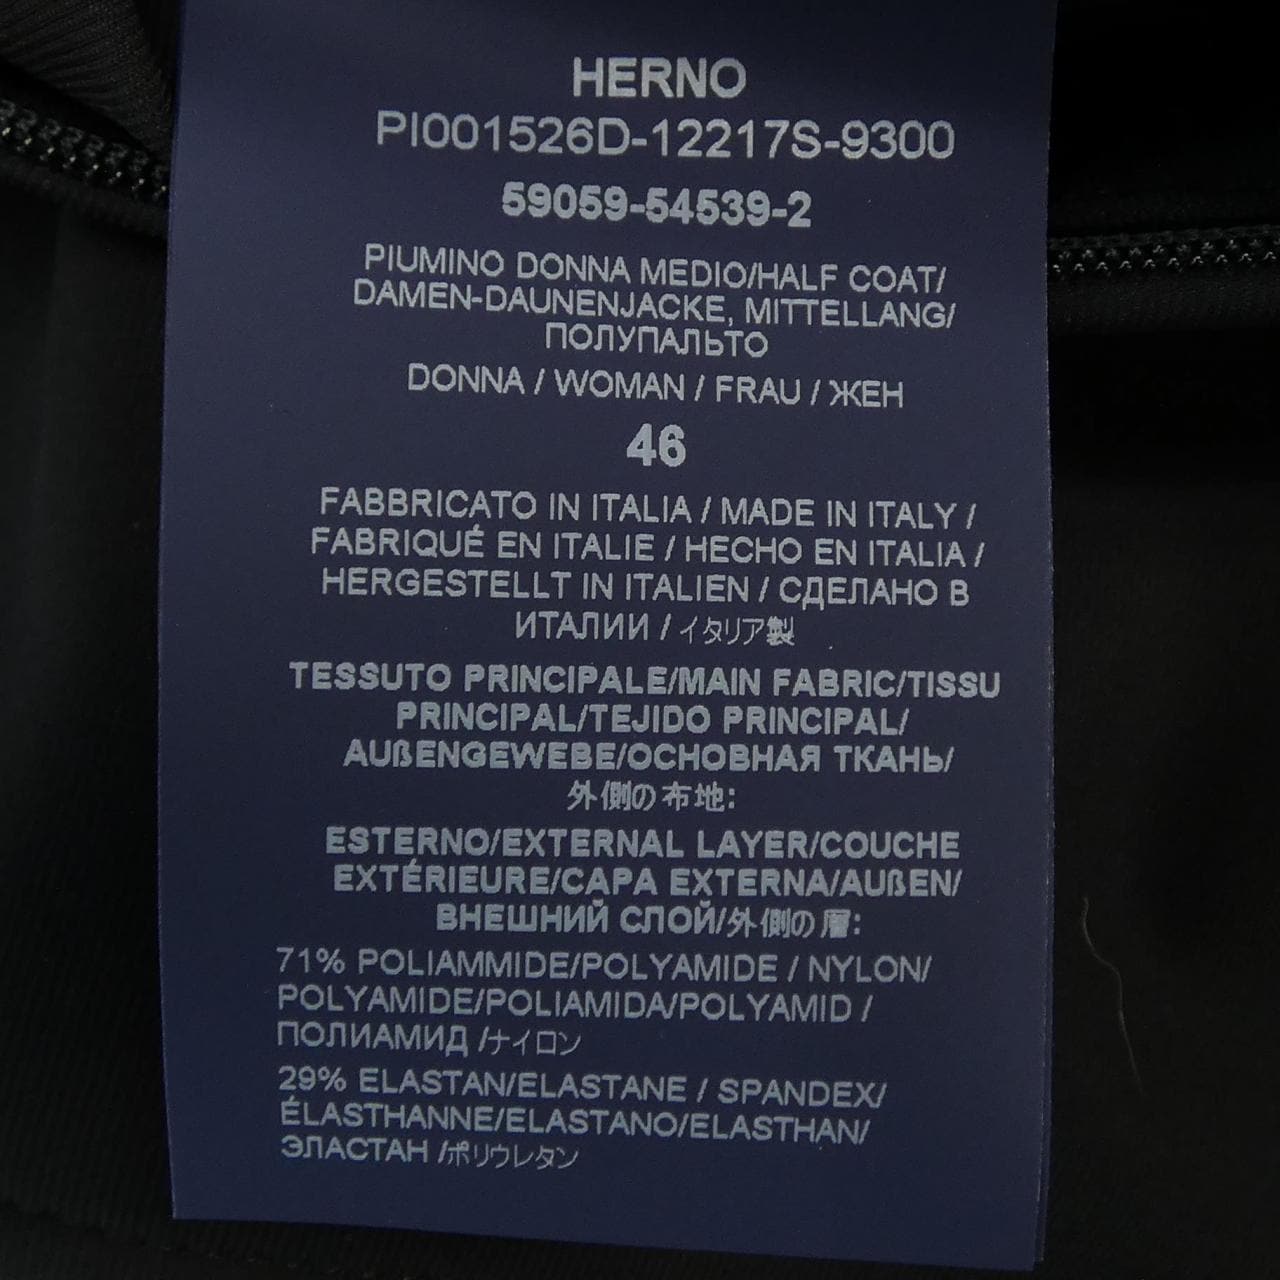 HERNO
PI001526D-12217S-9300
59059-54539-2
PIUMINO DONNA MEDIO/HALF COAT/
DAMEN-DAUNENJACKE, MITTELLANG/
ПОЛУПАЛЬТО
DONNA / WOMAN / FRAU / ЖЕН
46
FABBRICATO IN ITALIA / MADE IN ITALY /
FABRIQUÉ EN ITALIE / HECHO EN ITALIA /
HERGESTELLT IN ITALIEN / СДЕЛАНО В
ИТАЛИИ / イタリア製
TESSUTO PRINCIPALE/MAIN FABRIC/TISSU
PRINCIPAL/TEJIDO PRINCIPAL/
AUßENGEWEBE/ОСНОВНАЯ ТКАНЬ/
外側の布地:
ESTERNO/EXTERNAL LAYER/COUCHE
EXTÉRIEURE/CAPA EXTERNA/AUßEN/
ВНЕШНИЙ СЛОЙ/外側の層:
71% POLIAMMIDE/POLYAMIDE / NYLON/
POLYAMIDE/POLIAMIDA/POLYAMID /
ПОЛИАМИД /ナイロン
29% ELASTAN/ELASTANE / SPANDEX/
ÉLASTHANNE/ELASTANO/ELASTHAN/
ЭЛАСТАН /ポリウレタン